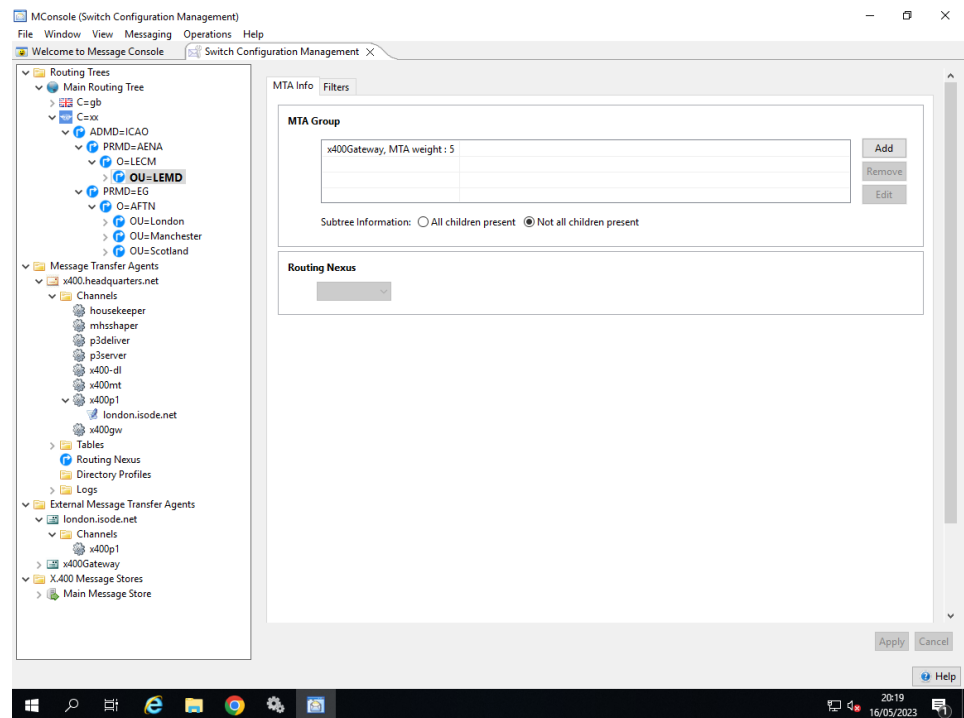 MConsole (Switch Configuration Management)
File Window View Messaging Operations Help
Welcome to Message Console
Switch Configuration Management
Routing Trees
Main Routing Tree
C=gb
C=xx
ADMD=ICAO
PRMD=AENA
O=LECM
OU=LEMD
PRMD=EG
O=AFTN
OU=London
OU=Manchester
OU=Scotland
Message Transfer Agents
x400.headquarters.net
Channels
housekeeper
mhsshaper
p3deliver
p3server
x400-dl
x400mt
x400p1
london.isode.net
x400gw
Tables
Routing Nexus
Directory Profiles
Logs
External Message Transfer Agents
london.isode.net
Channels
x400p1
x400Gateway
X.400 Message Stores
Main Message Store
MTA Info Filters
MTA Group
x400Gateway, MTA weight : 5
Add
Remove
Edit
Subtree Information: All children present Not all children present
Routing Nexus
Apply Cancel
Help
20:19
16/05/2023
1